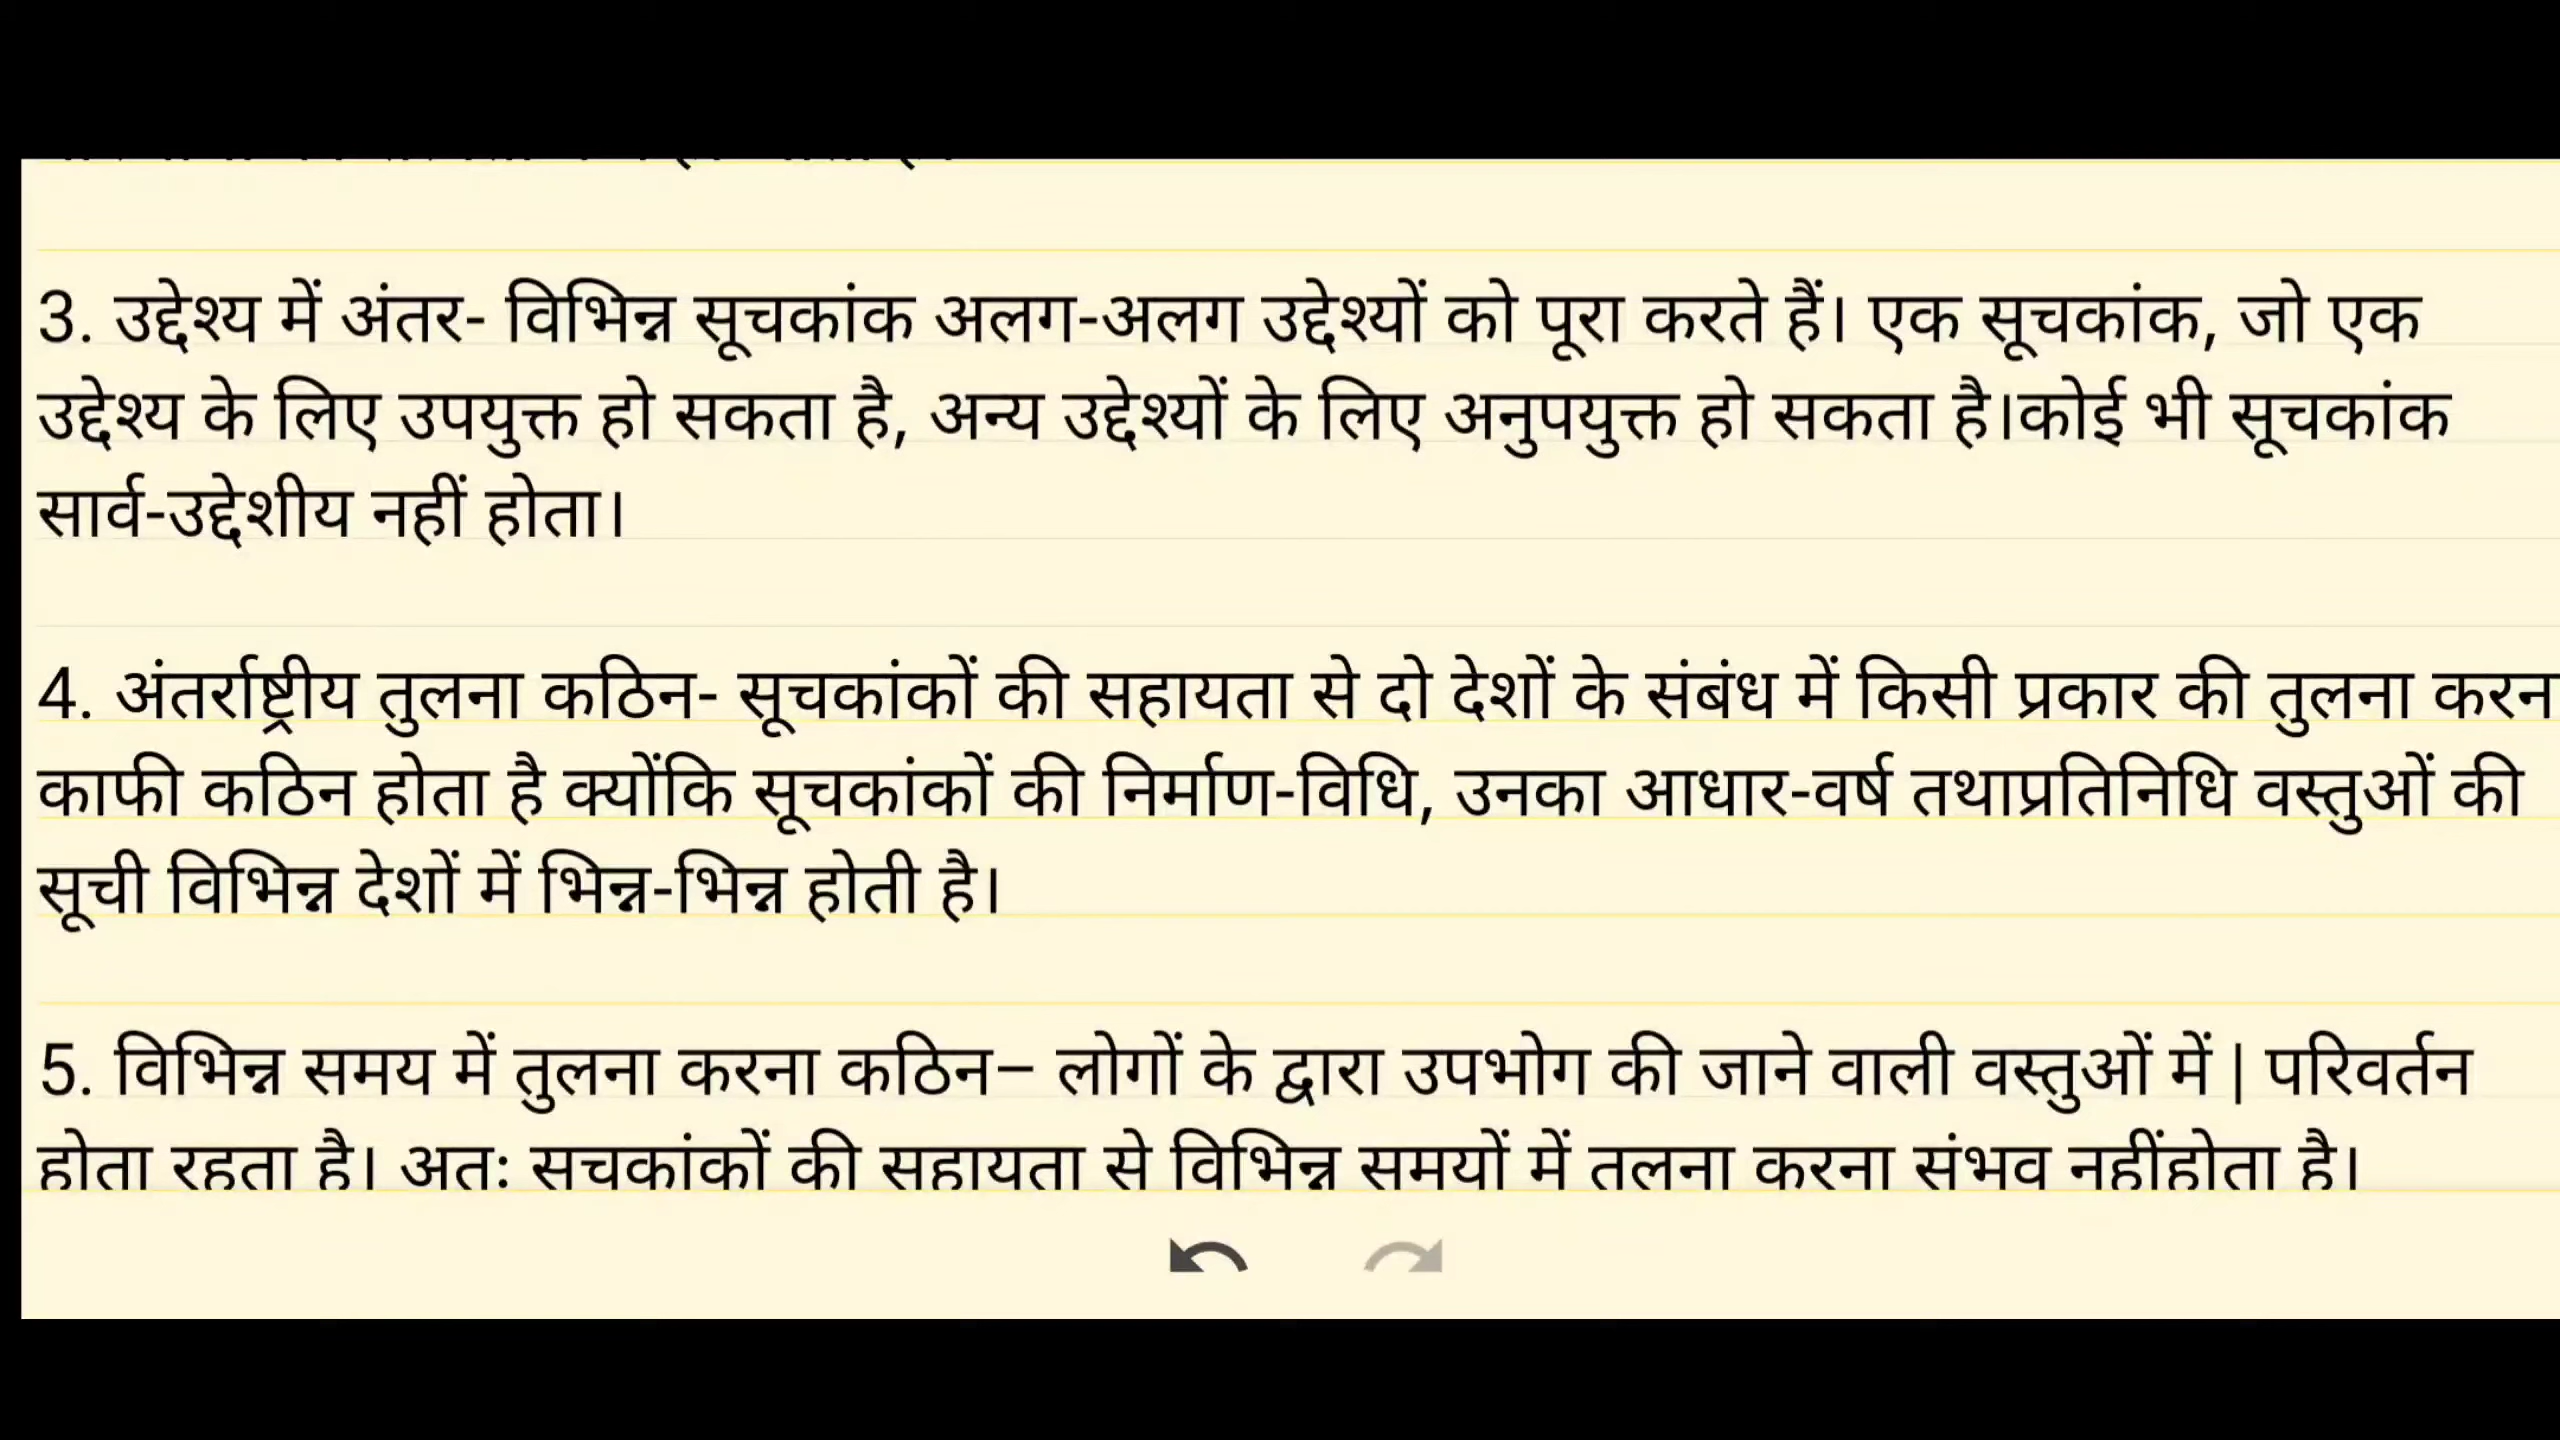 3. उद्देश्य में अंतर- विभिन्न सूचकांक अलग-अलग उद्देश्यों को पूरा करते हैं। एक सूचकांक, जो एक
उद्देश्य के लिए उपयुक्त हो सकता है, अन्य उद्देश्यों के लिए अनुपयुक्त हो सकता है।कोई भी सूचकांक
सार्व-उद्देशीय नहीं होता।
4. अंतर्राष्ट्रीय तुलना कठिन- सूचकांकों की सहायता से दो देशों के संबंध में किसी प्रकार की तुलना करन
काफी कठिन होता है क्योंकि सूचकांकों की निर्माण-विधि, उनका आधार-वर्ष तथाप्रतिनिधि वस्तुओं की
सूची विभिन्न देशों में भिन्न-भिन्न होती है।
5. विभिन्न समय में तुलना करना कठिन– लोगों के द्वारा उपभोग की जाने वाली वस्तुओं में | परिवर्तन
होता रहता है। अतः सूचकांकों की सहायता से विभिन्न समयों में तुलना करना संभव नहींहोता है।